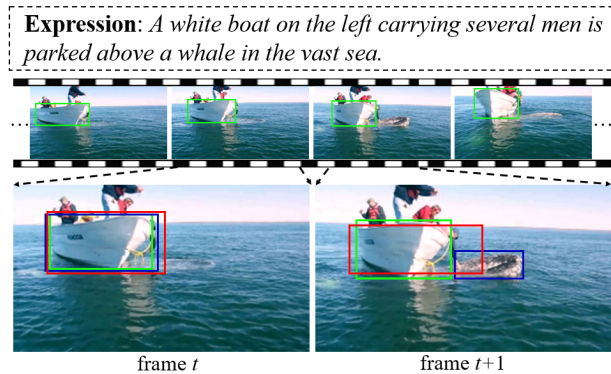 Expression: A white boat on the left carrying several men is
parked above a whale in the vast sea.
... ...
frame t
frame t+1